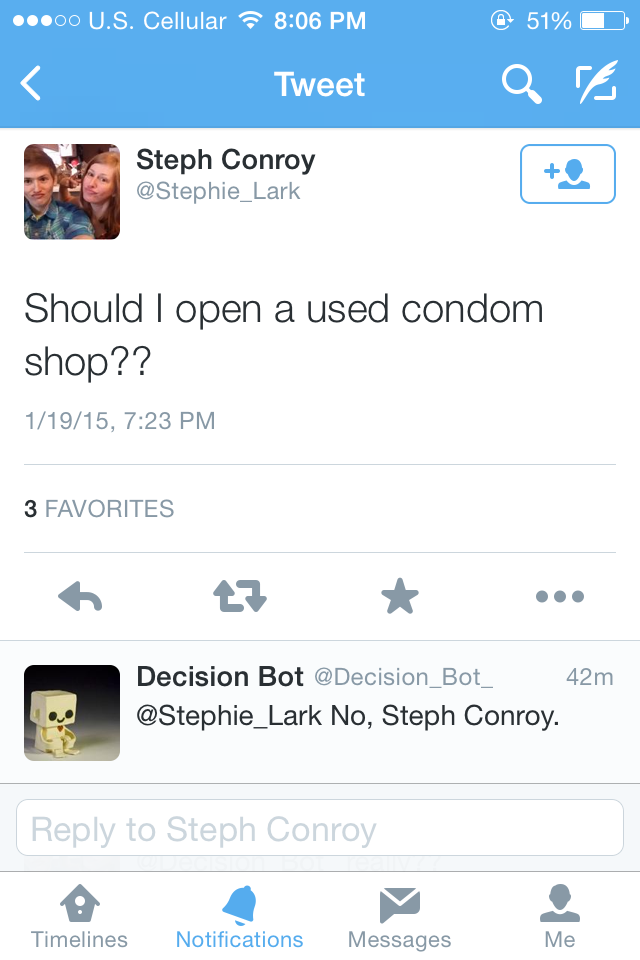 U.S. Cellular 8:06 PM 51%
Tweet
Steph Conroy
@Stephie_Lark
Should I open a used condom
shop??
1/19/15, 7:23 PM
3 FAVORITES
Decision Bot @Decision_Bot_ 42m
@Stephie_Lark No, Steph Conroy.
Reply to Steph Conroy
@Decision_Bot_ really??
Timelines Notifications Messages Me